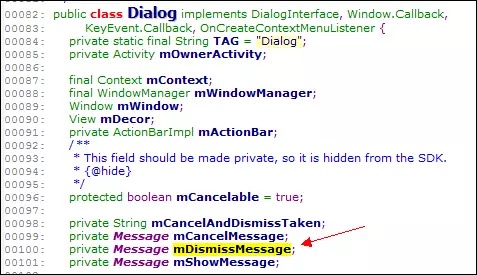 00082: public class Dialog implements DialogInterface, Window.Callback,
00083: KeyEvent.Callback, OnCreateContextMenuListener {
00084: private static final String TAG = "Dialog";
00085: private Activity mOwnerActivity;
00086:
00087: final Context mContext;
00088: final WindowManager mWindowManager;
00089: Window mWindow;
00090: View mDecor;
00091: private ActionBarImpl mActionBar;
00092: /**
00093: * This field should be made private, so it is hidden from the SDK.
00094: * {@hide}
00095: */
00096: protected boolean mCancelable = true;
00097:
00098: private String mCancelAndDismissTaken;
00099: private Message mCancelMessage;
00100: private Message mDismissMessage;
00101: private Message mShowMessage;